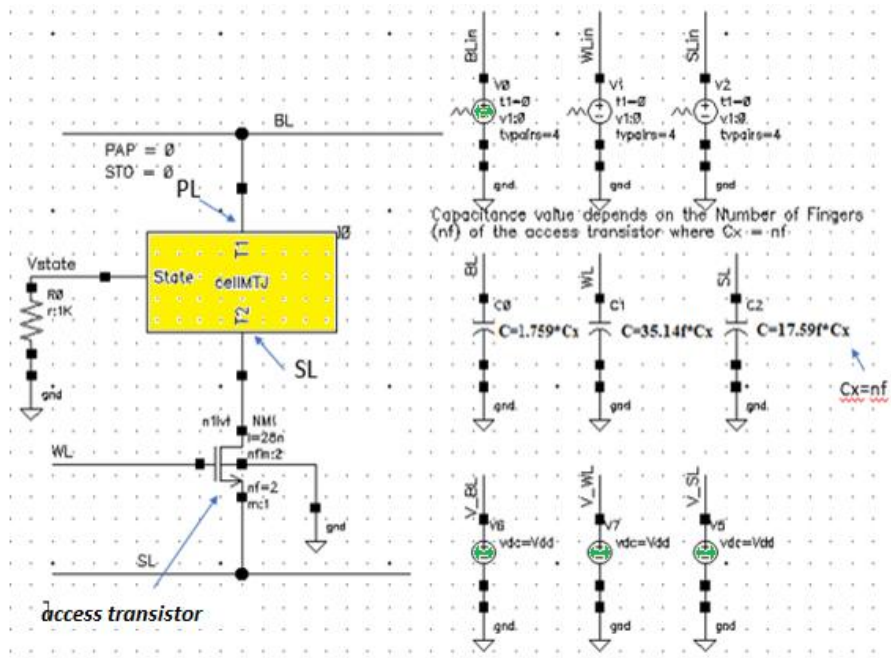 BL
PAP = 0
STO = 0
PL
I0
T1
Vstate
State
cellMTJ
R0
r:1K
T2
gnd
SL
n1lvt
NM1
l=28n
nfin:2
WL
nf=2
m:1
gnd
SL
access transistor
BLin
WLin
SLin
V0
t1=0
v1:0
tvpairs=4
gnd
V1
t1=0
v1:0
tvpairs=4
gnd
V2
t1=0
v1:0
tvpairs=4
gnd
Capacitance value depends on the Number of Fingers
(nf) of the access transistor where Cx = nf
BL
WL
SL
C0
C=1.759*Cx
gnd
C1
C=35.14f*Cx
gnd
C2
C=17.59f*Cx
gnd
Cx=nf
V_BL
V_WL
V_SL
V6
vdc=Vdd
gnd
V7
vdc=Vdd
gnd
V5
vdc=Vdd
gnd